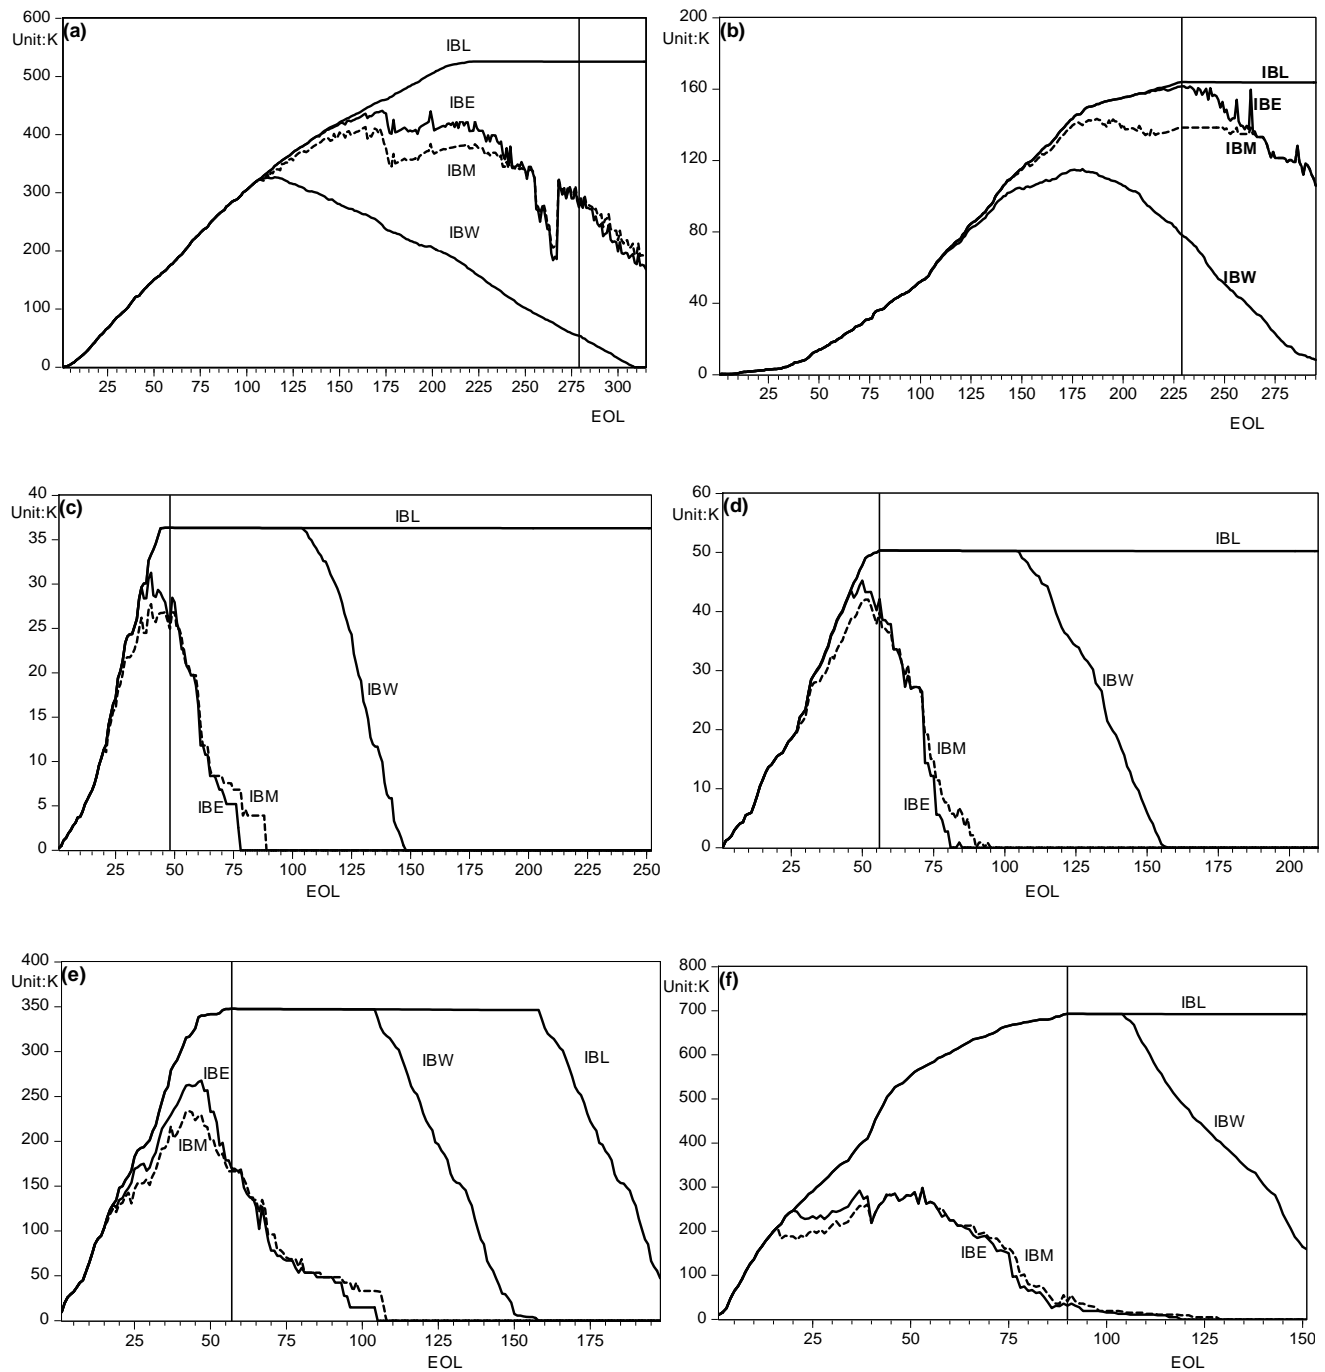 (a)
600
Unit:K
500
400
300
200
100
0
IBL
IBE
IBM
IBW
25 50 75 100 125 150 175 200 225 250 275 300
EOL
(b)
200
Unit:K
160
120
80
40
0
IBL
IBE
IBM
IBW
25 50 75 100 125 150 175 200 225 250 275
EOL
(c)
40
Unit:K
35
30
25
20
15
10
5
0
IBL
IBW
IBM
IBE
25 50 75 100 125 150 175 200 225 250
EOL
(d)
60
Unit:K
50
40
30
20
10
0
IBL
IBW
IBM
IBE
25 50 75 100 125 150 175 200
EOL
(e)
400
Unit:K
350
300
250
200
150
100
50
0
IBW
IBL
IBE
IBM
25 50 75 100 125 150 175
EOL
(f)
800
Unit:K
700
600
500
400
300
200
100
0
IBL
IBW
IBE
IBM
25 50 75 100 125 150
EOL